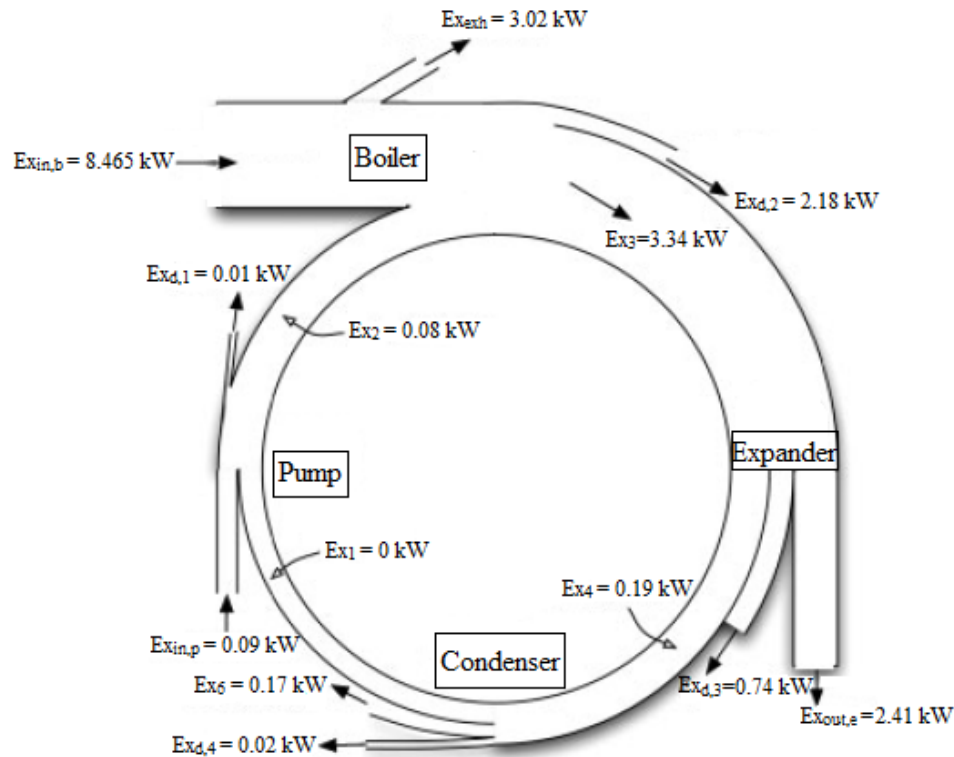 Ex_exh = 3.02 kW
Boiler
Ex_in,b = 8.465 kW
Ex_d,2 = 2.18 kW
Ex_3=3.34 kW
Ex_d,1 = 0.01 kW
Ex_2 = 0.08 kW
Expander
Pump
Ex_1 = 0 kW
Ex_4 = 0.19 kW
Ex_in,p = 0.09 kW
Condenser
Ex_6 = 0.17 kW
Ex_d,3=0.74 kW
Ex_out,e =2.41 kW
Ex_d,4 = 0.02 kW